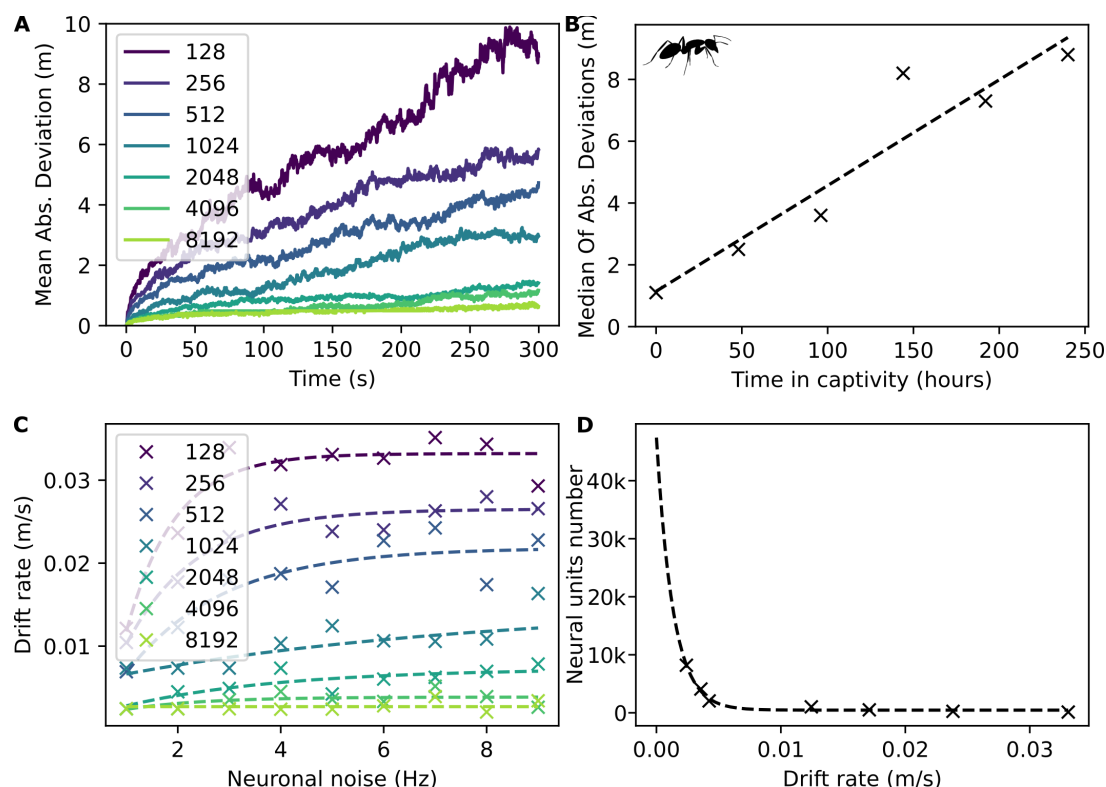 A
Mean Abs. Deviation (m)
10
8
6
4
2
0
128
256
512
1024
2048
4096
8192
0 50 100 150 200 250 300
Time (s)
B
Median Of Abs. Deviations (m)
8
6
4
2
0
0 50 100 150 200 250
Time in captivity (hours)
C
Drift rate (m/s)
0.03
0.02
0.01
128
256
512
1024
2048
4096
8192
2 4 6 8
Neuronal noise (Hz)
D
Neural units number
40k
30k
20k
10k
0
0.00 0.01 0.02 0.03
Drift rate (m/s)